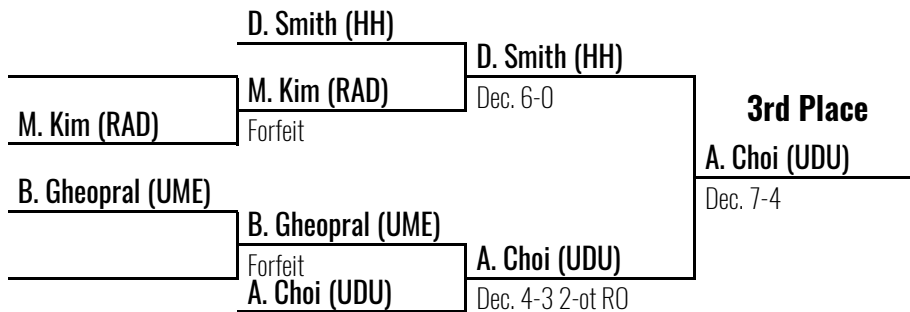 D. Smith (HH)
D. Smith (HH)
M. Kim (RAD)
Dec. 6-0
3rd Place
M. Kim (RAD)
Forfeit
A. Choi (UDU)
B. Gheopral (UME)
Dec. 7-4
B. Gheopral (UME)
Forfeit
A. Choi (UDU)
A. Choi (UDU)
Dec. 4-3 2-ot RO